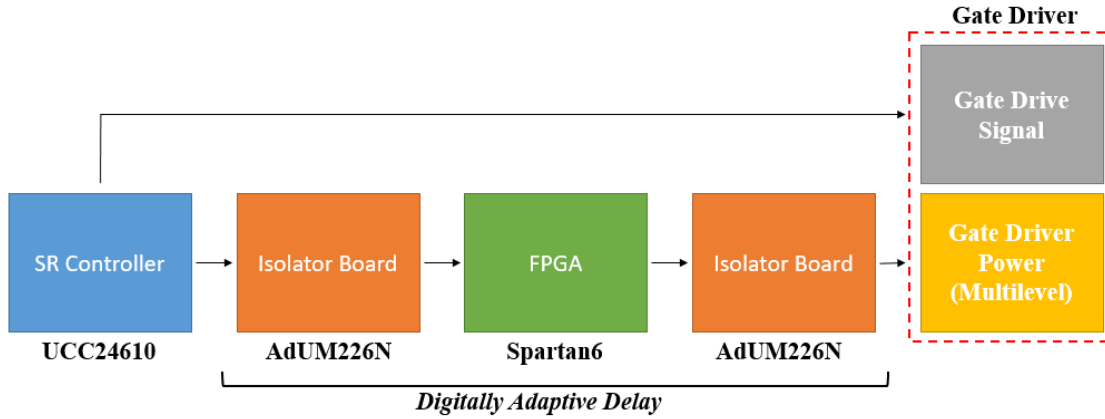 Gate Driver
Gate Drive
Signal
SR Controller
Isolator Board
FPGA
Isolator Board
Gate Driver
Power
(Multilevel)
UCC24610
AdUM226N
Spartan6
AdUM226N
Digitally Adaptive Delay